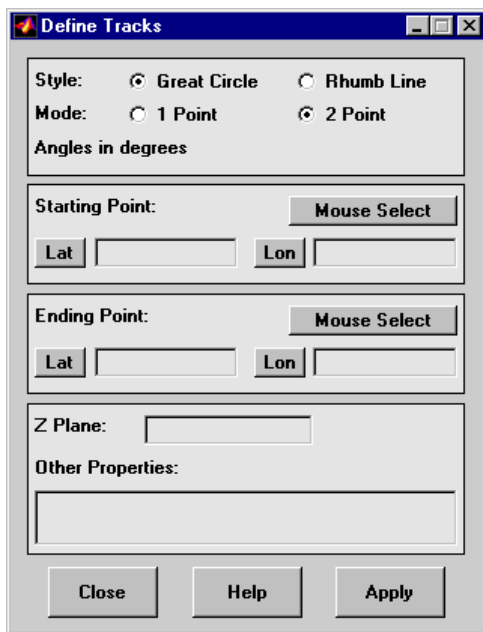 Define Tracks
Style: Great Circle Rhumb Line
Mode: 1 Point 2 Point
Angles in degrees
Starting Point: Mouse Select
Lat Lon
Ending Point: Mouse Select
Lat Lon
Z Plane:
Other Properties:
Close Help Apply